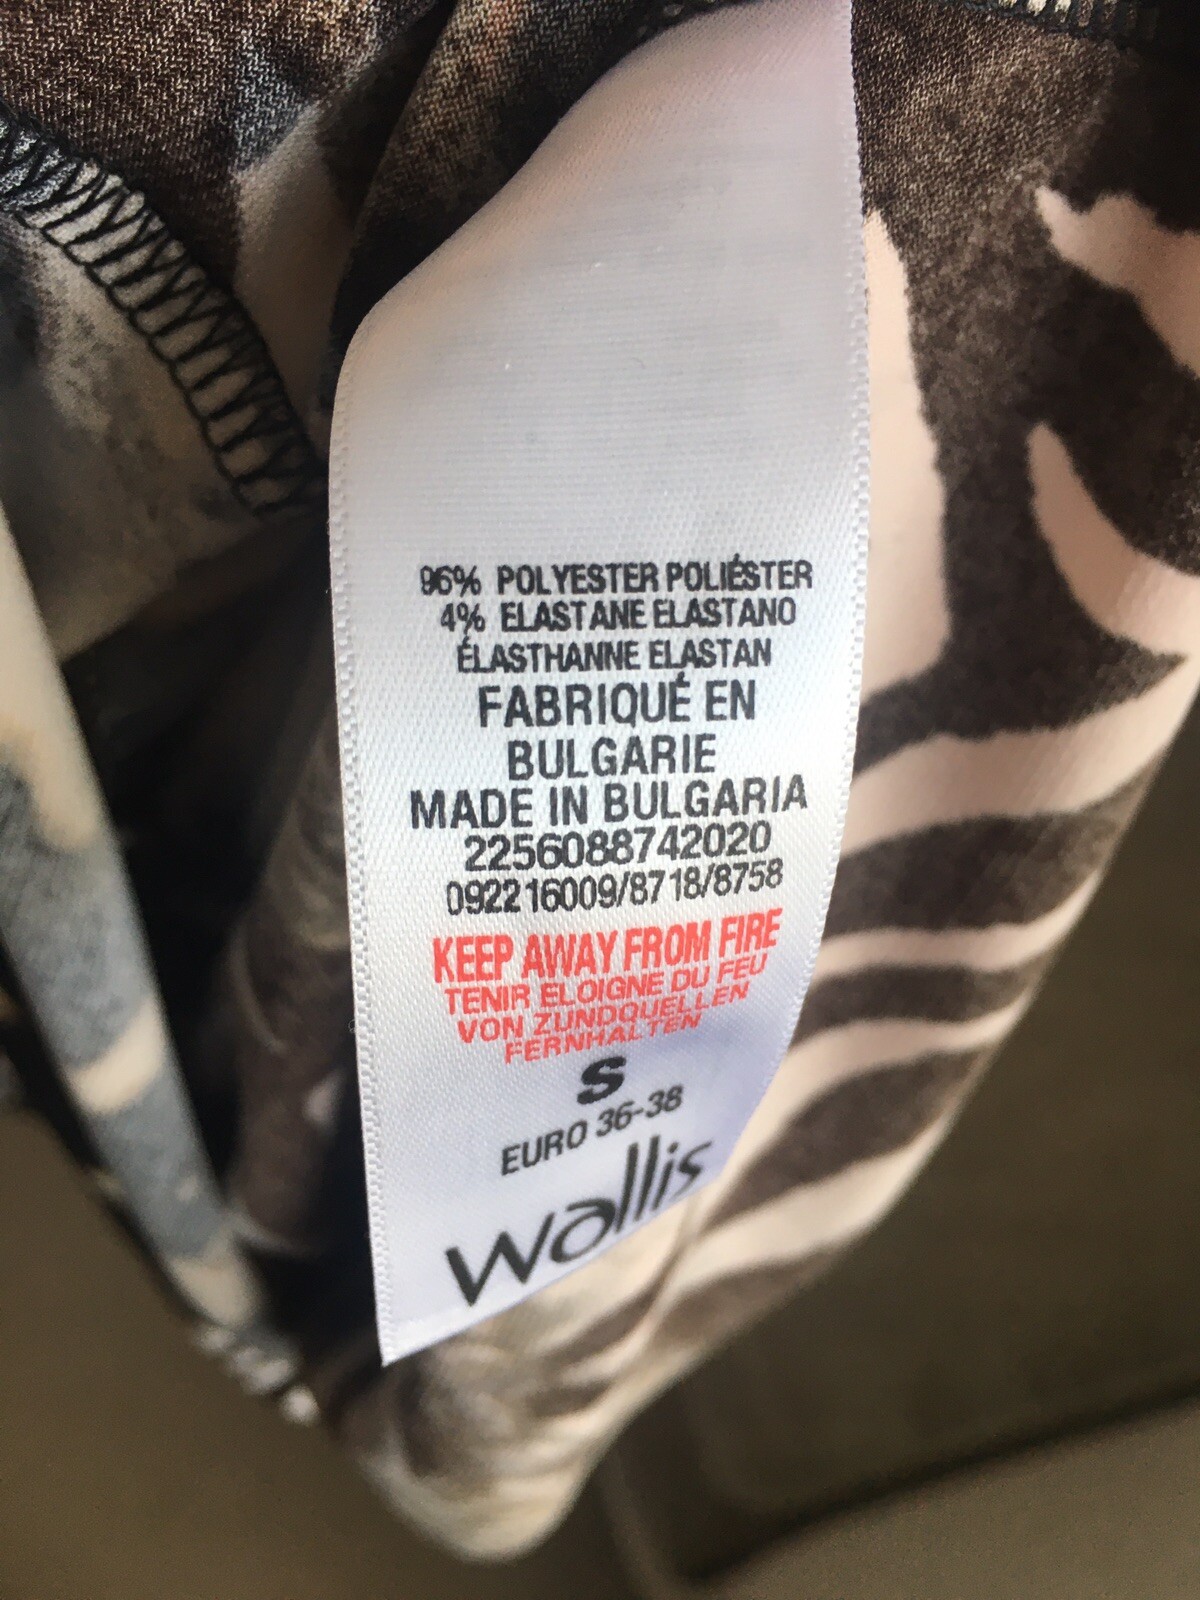 96% POLYESTER POLIÉSTER
4% ELASTANE ELASTANO
ÉLASTHANNE ELASTAN
FABRIQUÉ EN
BULGARIE
MADE IN BULGARIA
2256088742020
092216009/8718/8758
KEEP AWAY FROM FIRE
TENIR ELOIGNE DU FEU
VON ZUNDQUELLEN
FERNHALTEN
S
EURO 36-38
wallis